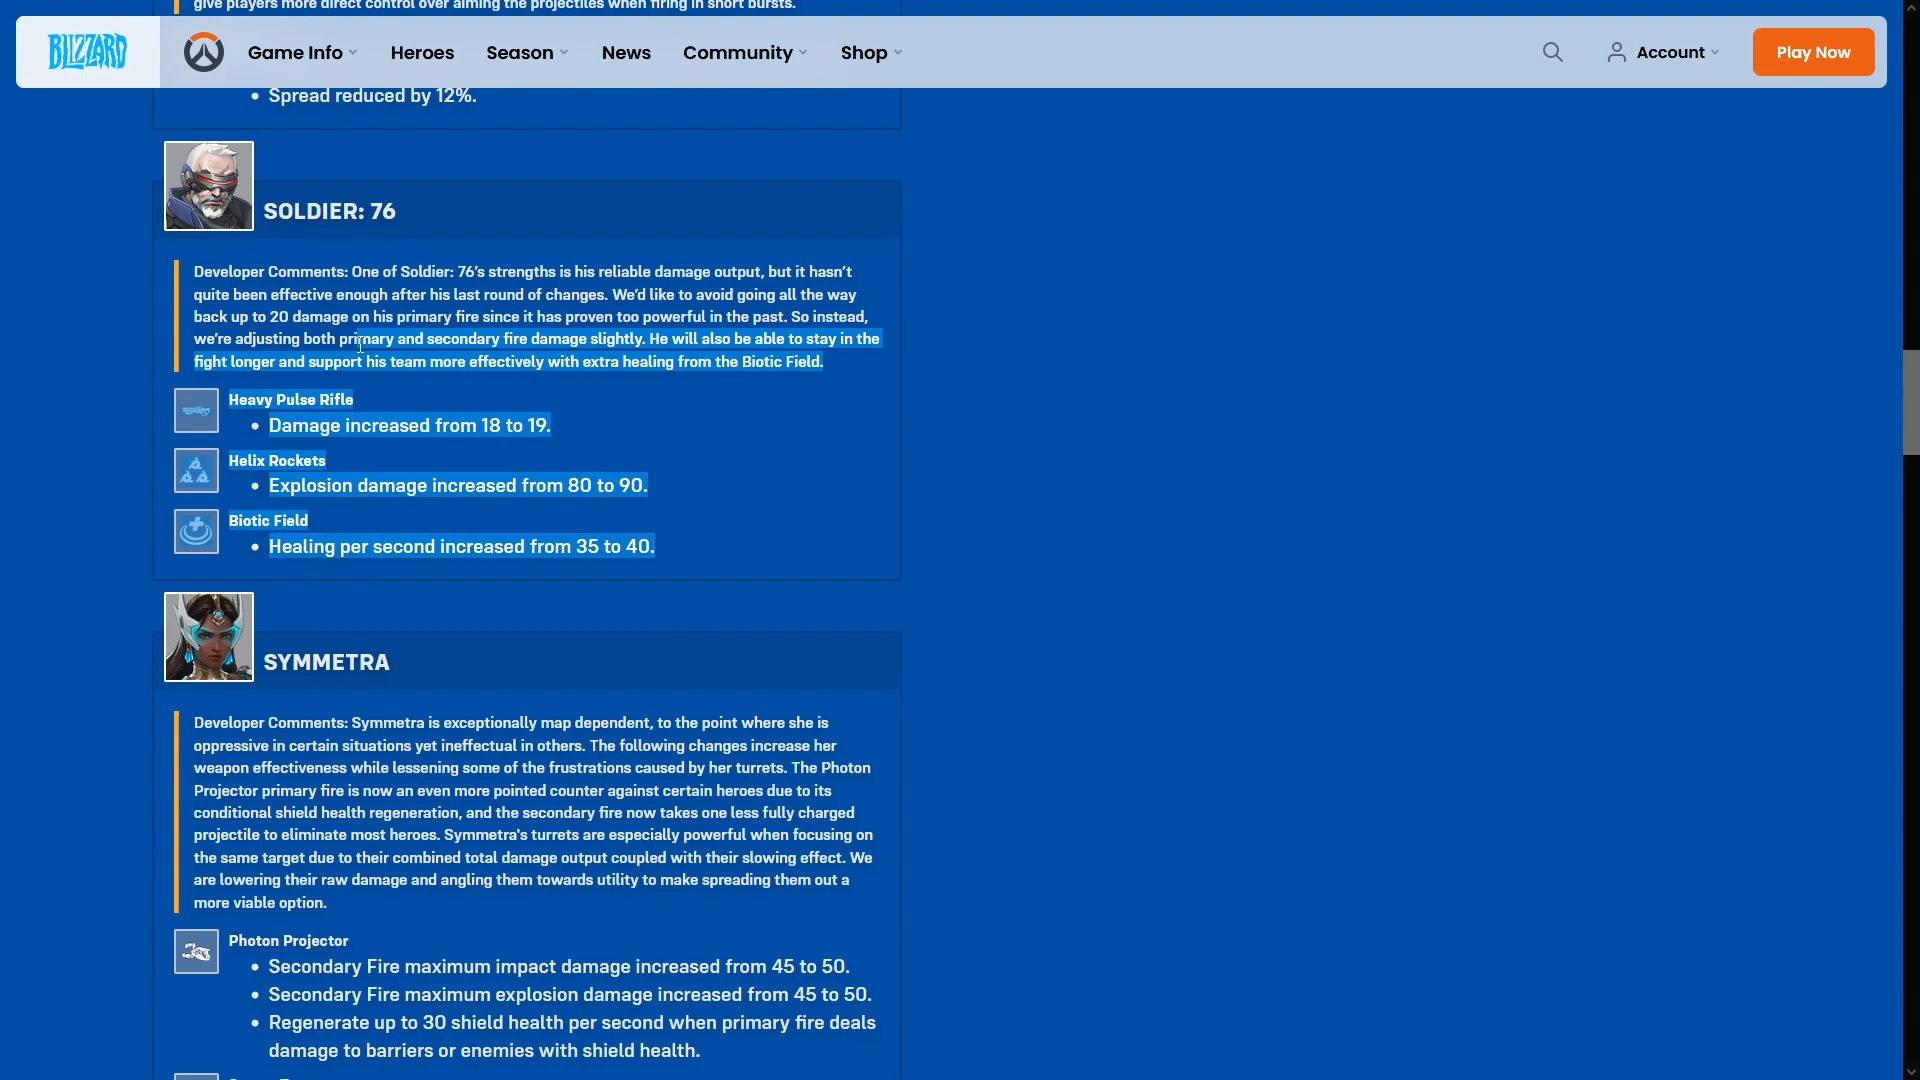 give players more direct control over aiming the projectiles when firing in short bursts.
BLIZZARD
Game Info
Heroes
Season
News
Community
Shop
Account
Play Now
• Spread reduced by 12%.
SOLDIER: 76
Developer Comments: One of Soldier: 76's strengths is his reliable damage output, but it hasn't
quite been effective enough after his last round of changes. We'd like to avoid going all the way
back up to 20 damage on his primary fire since it has proven too powerful in the past. So instead,
we're adjusting both primary and secondary fire damage slightly. He will also be able to stay in the
fight longer and support his team more effectively with extra healing from the Biotic Field.
Heavy Pulse Rifle
• Damage increased from 18 to 19.
Helix Rockets
• Explosion damage increased from 80 to 90.
Biotic Field
• Healing per second increased from 35 to 40.
SYMMETRA
Developer Comments: Symmetra is exceptionally map dependent, to the point where she is
oppressive in certain situations yet ineffectual in others. The following changes increase her
weapon effectiveness while lessening some of the frustrations caused by her turrets. The Photon
Projector primary fire is now an even more pointed counter against certain heroes due to its
conditional shield health regeneration, and the secondary fire now takes one less fully charged
projectile to eliminate most heroes. Symmetra's turrets are especially powerful when focusing on
the same target due to their combined total damage output coupled with their slowing effect. We
are lowering their raw damage and angling them towards utility to make spreading them out a
more viable option.
Photon Projector
• Secondary Fire maximum impact damage increased from 45 to 50.
• Secondary Fire maximum explosion damage increased from 45 to 50.
• Regenerate up to 30 shield health per second when primary fire deals
damage to barriers or enemies with shield health.